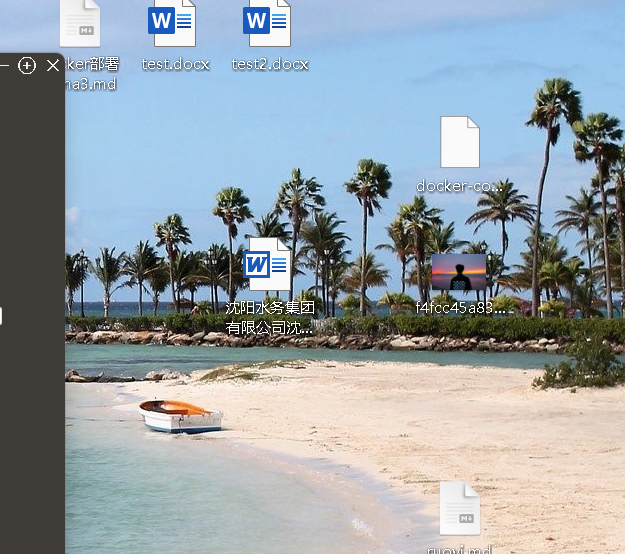 ker部署
na3.md
test.docx
test2.docx
docker-co...
沈阳水务集团
有限公司沈...
f4fcc45a83...
ruoyi.md